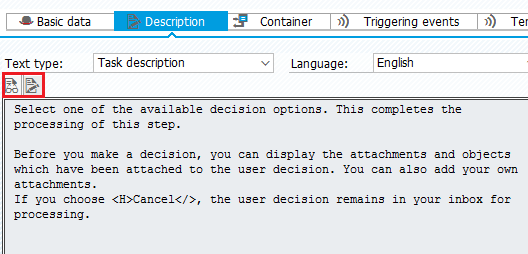 Basic data
Description
Container
Triggering events
Text type:
Task description
Language:
English
Select one of the available decision options. This completes the
processing of this step.
Before you make a decision, you can display the attachments and objects
which have been attached to the user decision. You can also add your own
attachments.
If you choose <H>Cancel</>, the user decision remains in your inbox for
processing.